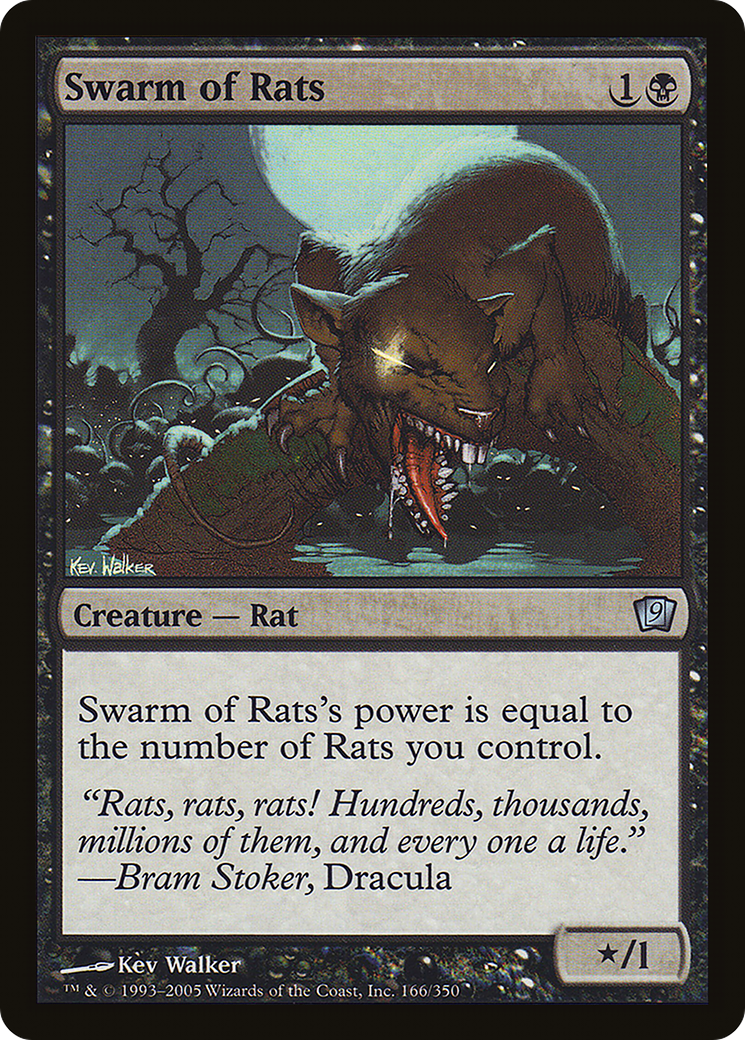 Swarm of Rats 1
Kev. Walker
Creature — Rat 9
Swarm of Rats's power is equal to
the number of Rats you control.
“Rats, rats, rats! Hundreds, thousands,
millions of them, and every one a life.”
—Bram Stoker, Dracula
★/1
Kev Walker
™ & © 1993–2005 Wizards of the Coast, Inc. 166/350